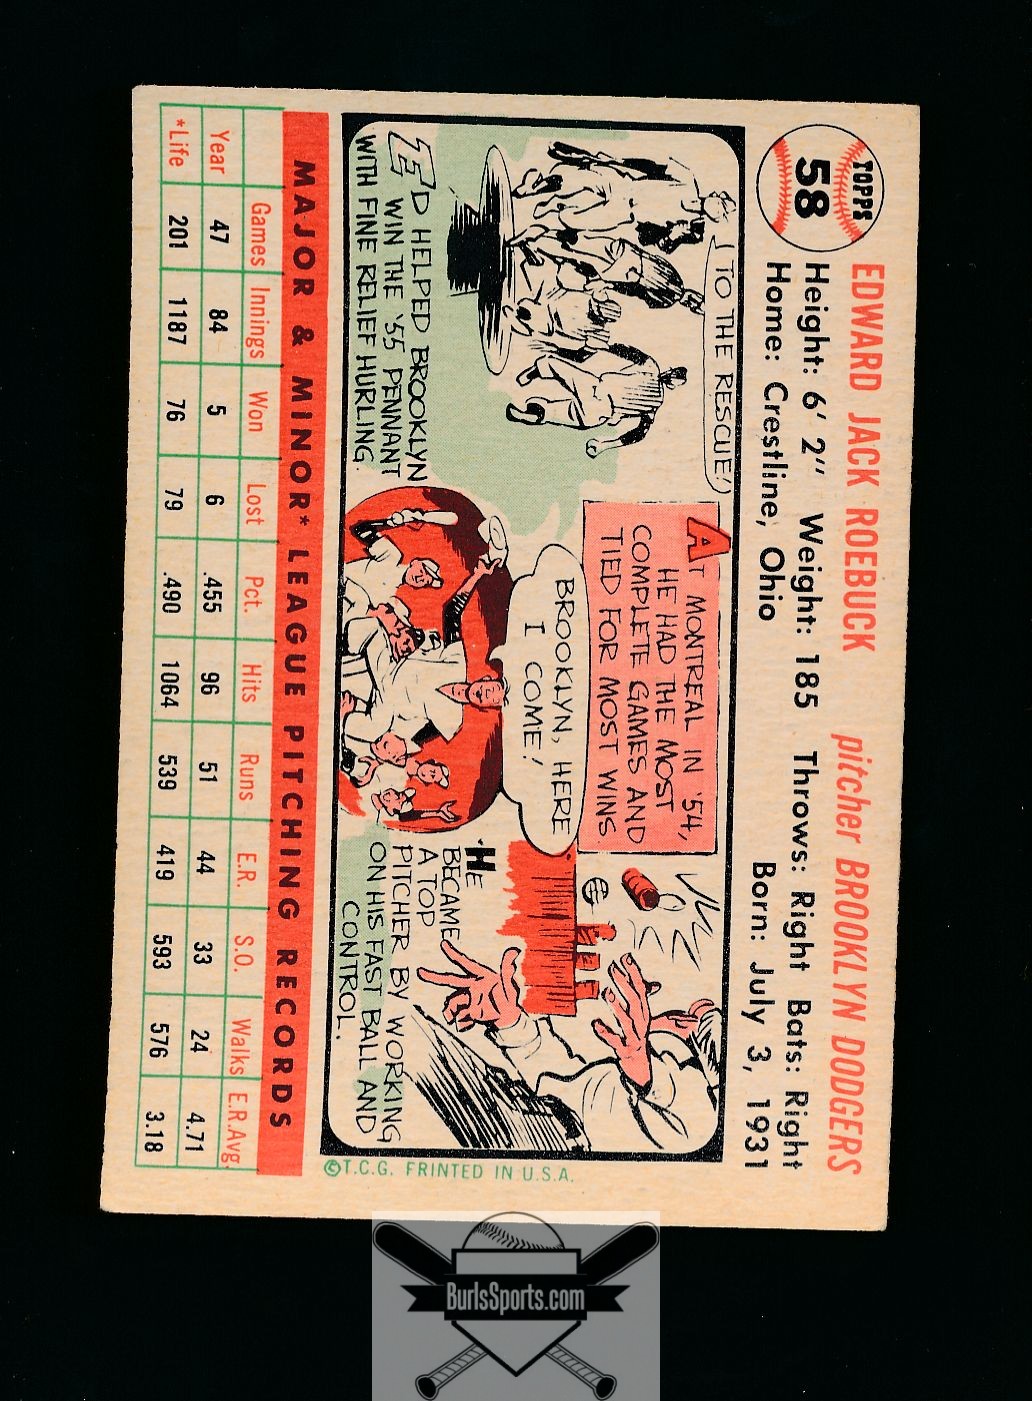 TOPPS
58
EDWARD JACK ROEBUCK pitcher BROOKLYN DODGERS
Height: 6' 2" Weight: 185 Throws: Right Bats: Right
Home: Crestline, Ohio Born: July 3, 1931
TO THE RESCUE!
ED HELPED BROOKLYN
WIN THE '55 PENNANT
WITH FINE RELIEF HURLING.
AT MONTREAL IN '54,
HE HAD THE MOST
COMPLETE GAMES AND
TIED FOR MOST WINS
BROOKLYN, HERE
I COME!
HE
BECAME
A TOP
PITCHER BY WORKING
ON HIS FAST BALL AND
CONTROL.
©T.C.G. PRINTED IN U.S.A.
MAJOR & MINOR* LEAGUE PITCHING RECORDS
Games Innings Won Lost Pct. Hits Runs E.R. S.O. Walks E.R.Avg.
Year 47 84 5 6 .455 96 51 44 33 24 4.71
*Life 201 1187 76 79 .490 1064 539 419 593 576 3.18
BurlsSports.com